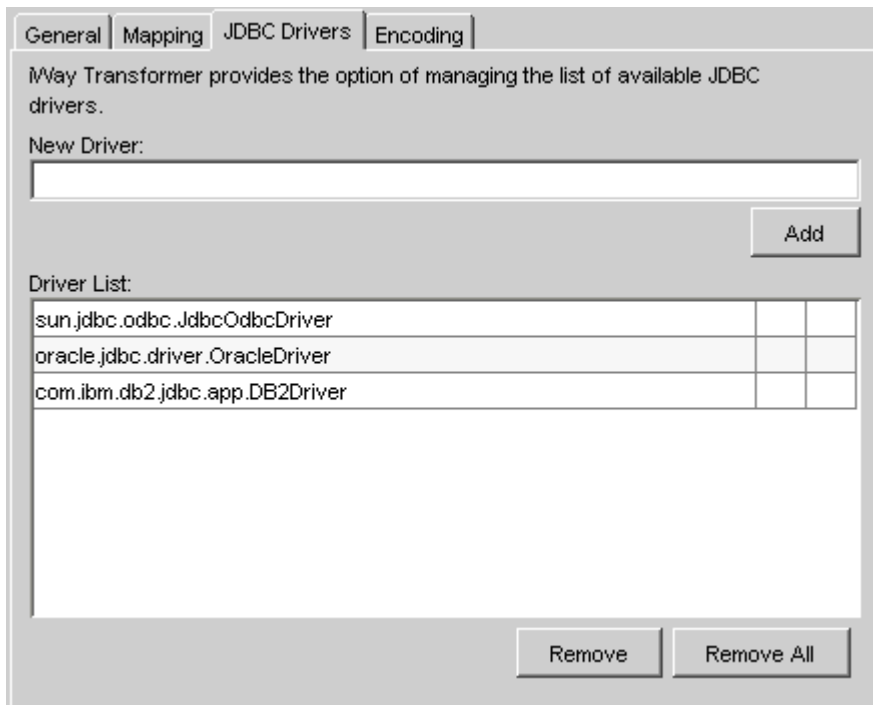 General Mapping JDBC Drivers Encoding
iWay Transformer provides the option of managing the list of available JDBC
drivers.
New Driver:
Add
Driver List:
sun.jdbc.odbc.JdbcOdbcDriver
oracle.jdbc.driver.OracleDriver
com.ibm.db2.jdbc.app.DB2Driver
Remove Remove All